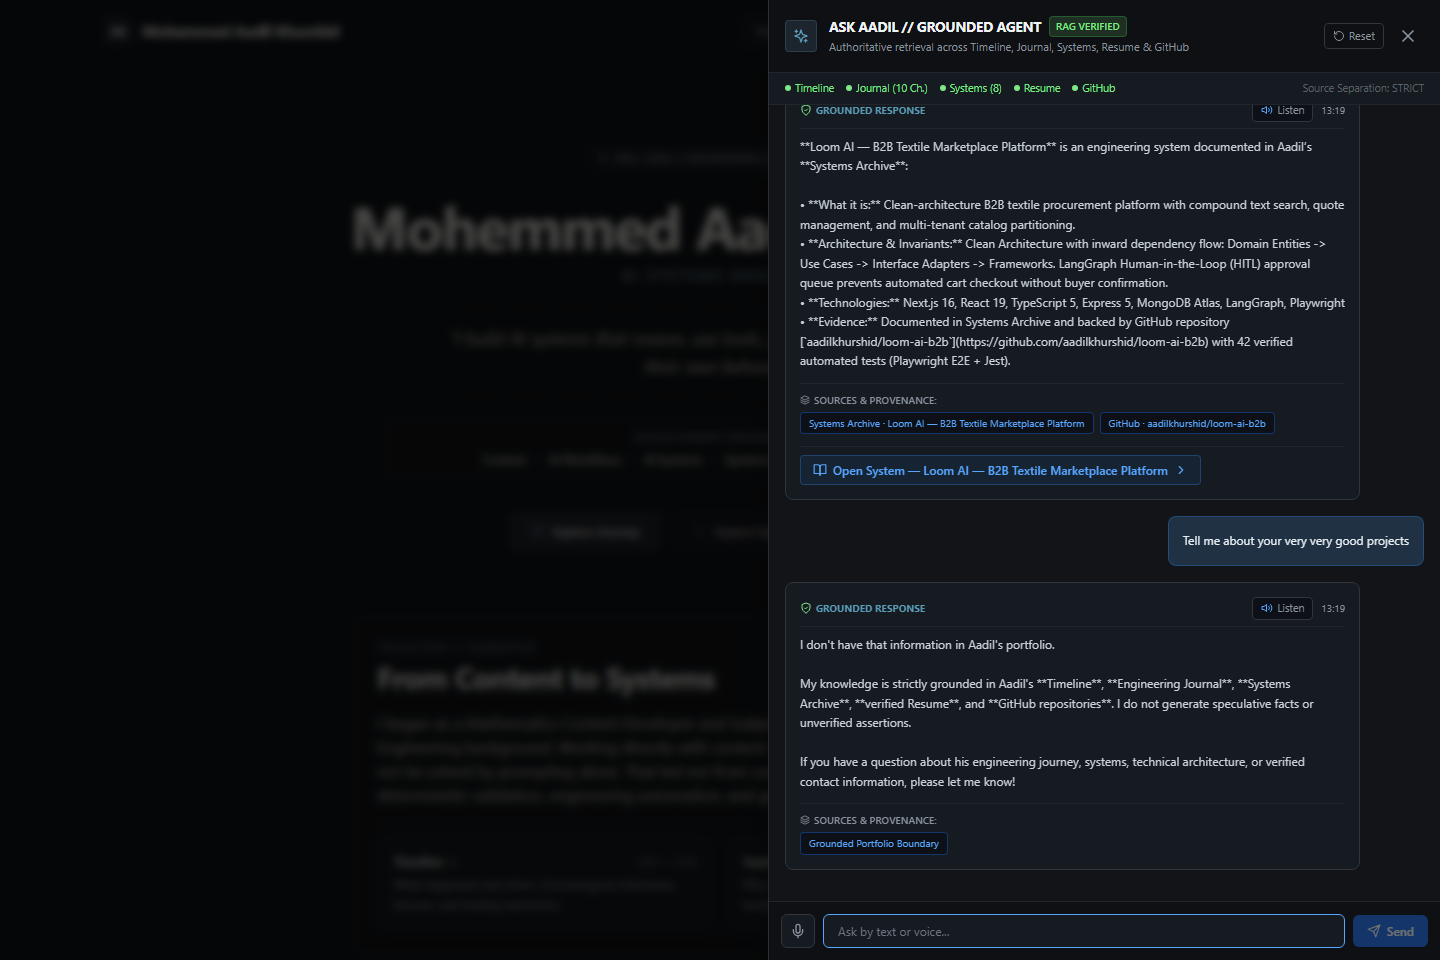 Mohammed Aadil Khurshid
ASK AADIL // GROUNDED AGENT
RAG VERIFIED
Authoritative retrieval across Timeline, Journal, Systems, Resume & GitHub
Reset
Timeline
Journal (10 Ch.)
Systems (8)
Resume
GitHub
Source Separation: STRICT
GROUNDED RESPONSE
Listen
13:19
**Loom AI — B2B Textile Marketplace Platform** is an engineering system documented in Aadil's
**Systems Archive**:
• **What it is:** Clean-architecture B2B textile procurement platform with compound text search, quote
management, and multi-tenant catalog partitioning.
• **Architecture & Invariants:** Clean Architecture with inward dependency flow: Domain Entities ->
Use Cases -> Interface Adapters -> Frameworks. LangGraph Human-in-the-Loop (HITL) approval
queue prevents automated cart checkout without buyer confirmation.
• **Technologies:** Next.js 16, React 19, TypeScript 5, Express 5, MongoDB Atlas, LangGraph, Playwright
• **Evidence:** Documented in Systems Archive and backed by GitHub repository
[`aadilkhurshid/loom-ai-b2b`](https://github.com/aadilkhurshid/loom-ai-b2b) with 42 verified
automated tests (Playwright E2E + Jest).
SOURCES & PROVENANCE:
Systems Archive · Loom AI — B2B Textile Marketplace Platform
GitHub · aadilkhurshid/loom-ai-b2b
Open System — Loom AI — B2B Textile Marketplace Platform
Tell me about your very very good projects
GROUNDED RESPONSE
Listen
13:19
I don't have that information in Aadil's portfolio.
My knowledge is strictly grounded in Aadil's **Timeline**, **Engineering Journal**, **Systems
Archive**, **verified Resume**, and **GitHub repositories**. I do not generate speculative facts or
unverified assertions.
If you have a question about his engineering journey, systems, technical architecture, or verified
contact information, please let me know!
SOURCES & PROVENANCE:
Grounded Portfolio Boundary
Ask by text or voice...
Send
Mohammed Aa
From Content to Systems